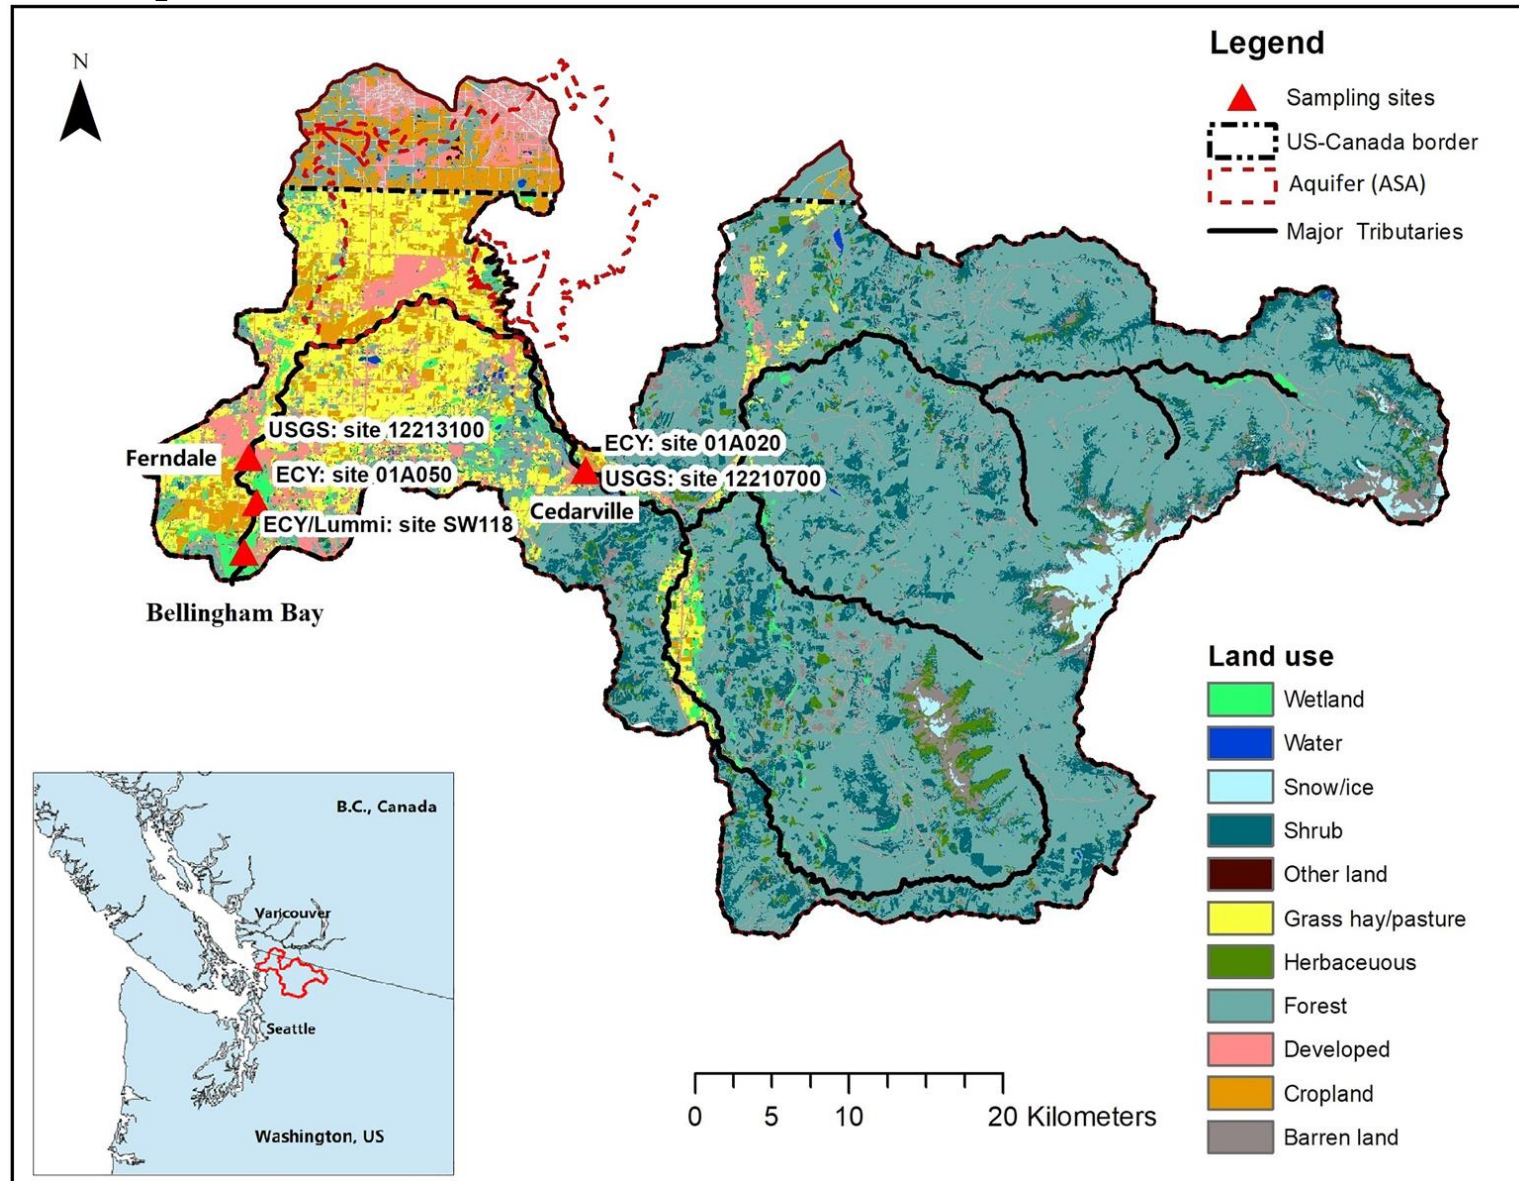 N
Legend
Sampling sites
US-Canada border
Aquifer (ASA)
Major Tributaries
USGS: site 12213100
Ferndale
ECY: site 01A050
ECY/Lummi: site SW118
Bellingham Bay
ECY: site 01A020
USGS: site 12210700
Cedarville
Land use
Wetland
Water
Snow/ice
Shrub
Other land
Grass hay/pasture
Herbaceuous
Forest
Developed
Cropland
Barren land
B.C., Canada
Vancouver
Seattle
Washington, US
0 5 10 20 Kilometers